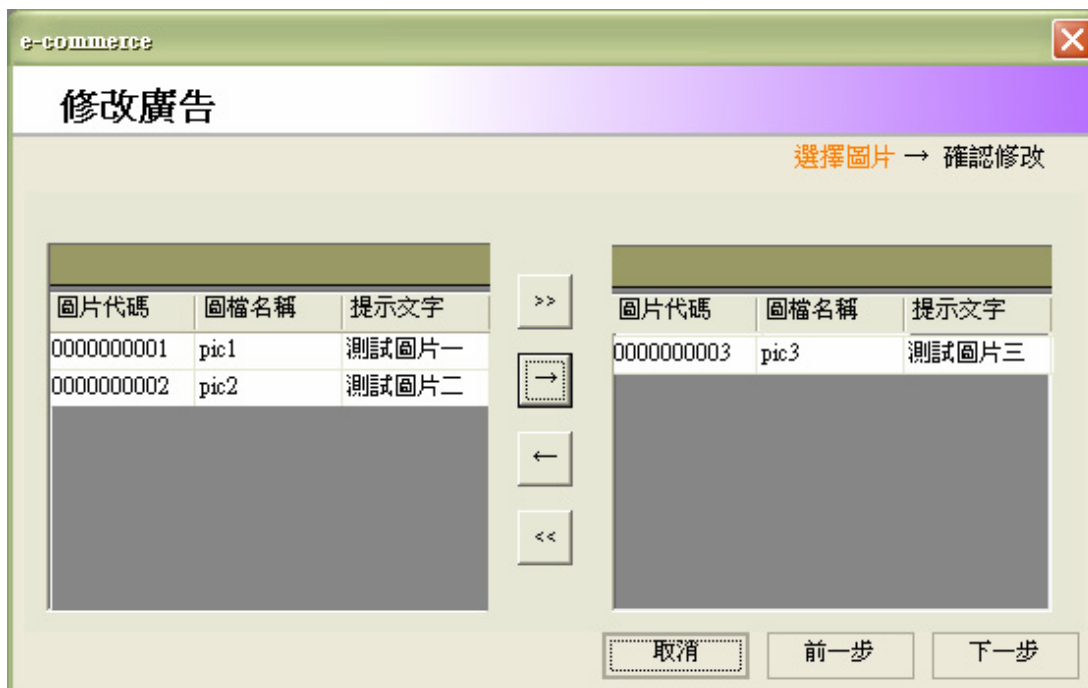 e-commerce
修改廣告
選擇圖片 → 確認修改
圖片代碼 圖檔名稱 提示文字
0000000001 pic1 測試圖片一
0000000002 pic2 測試圖片二
>>
→
←
<<
圖片代碼 圖檔名稱 提示文字
0000000003 pic3 測試圖片三
取消 前一步 下一步